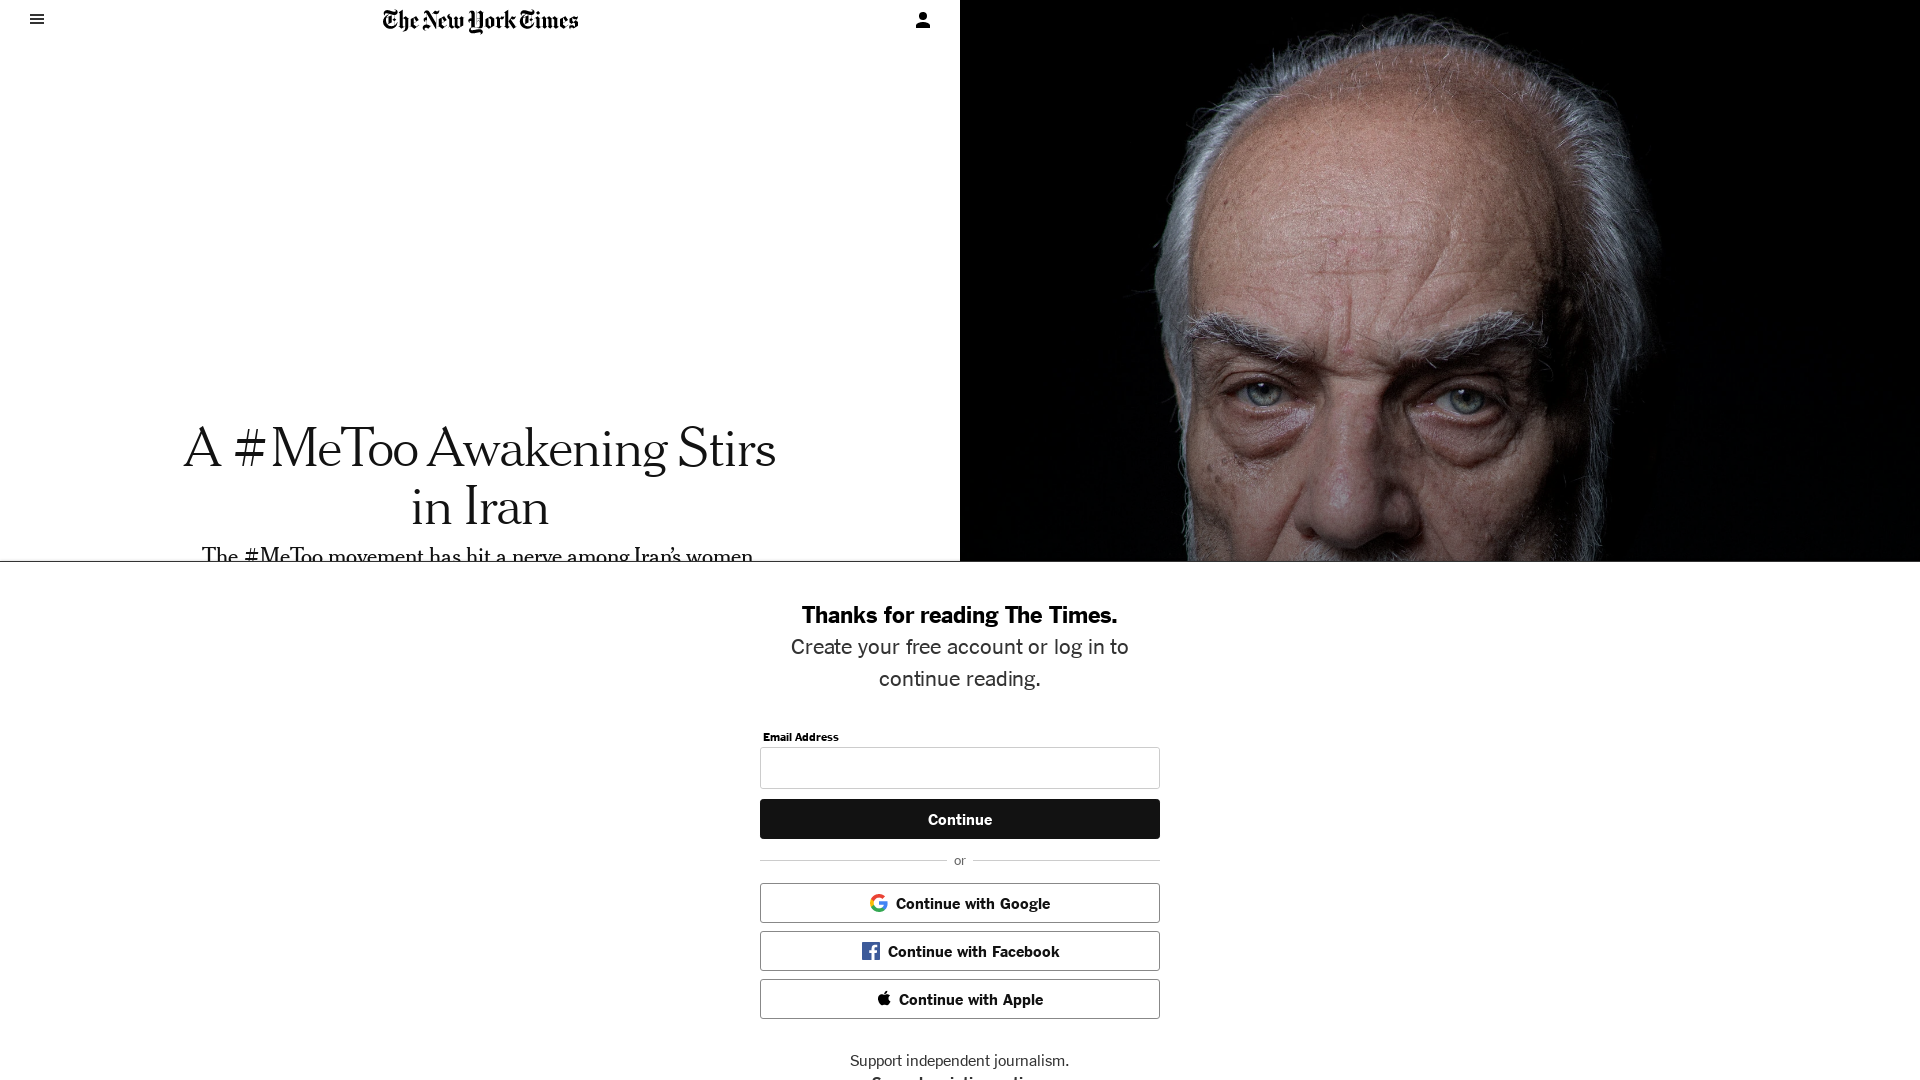 The New York Times
A #MeToo Awakening Stirs
in Iran
The #MeToo movement has hit a nerve among Iran’s women
Thanks for reading The Times.
Create your free account or log in to
continue reading.
Email Address
Continue
or
Continue with Google
Continue with Facebook
Continue with Apple
Support independent journalism.